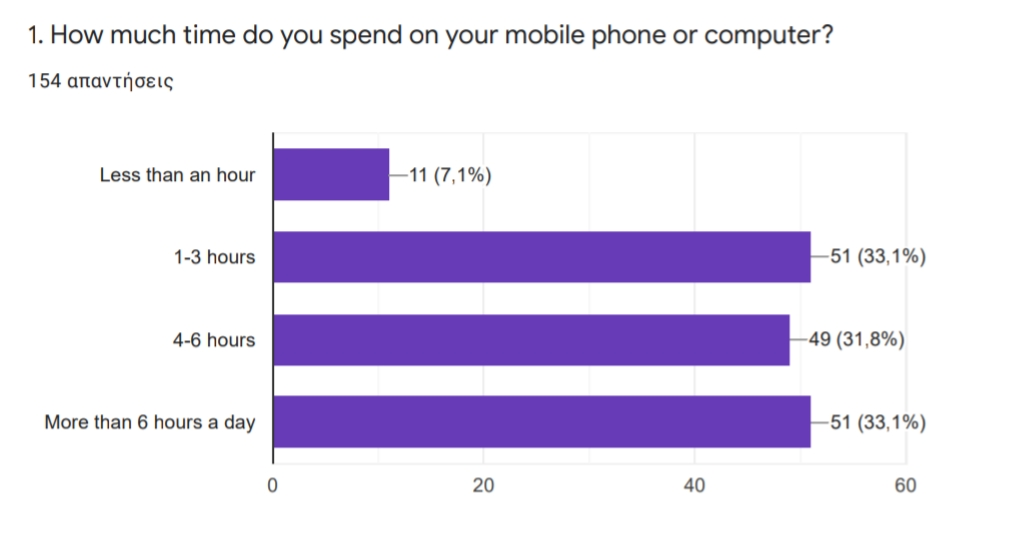 1. How much time do you spend on your mobile phone or computer?
154 απαντήσεις
Less than an hour 11 (7,1%)
1-3 hours 51 (33,1%)
4-6 hours 49 (31,8%)
More than 6 hours a day 51 (33,1%)
0 20 40 60